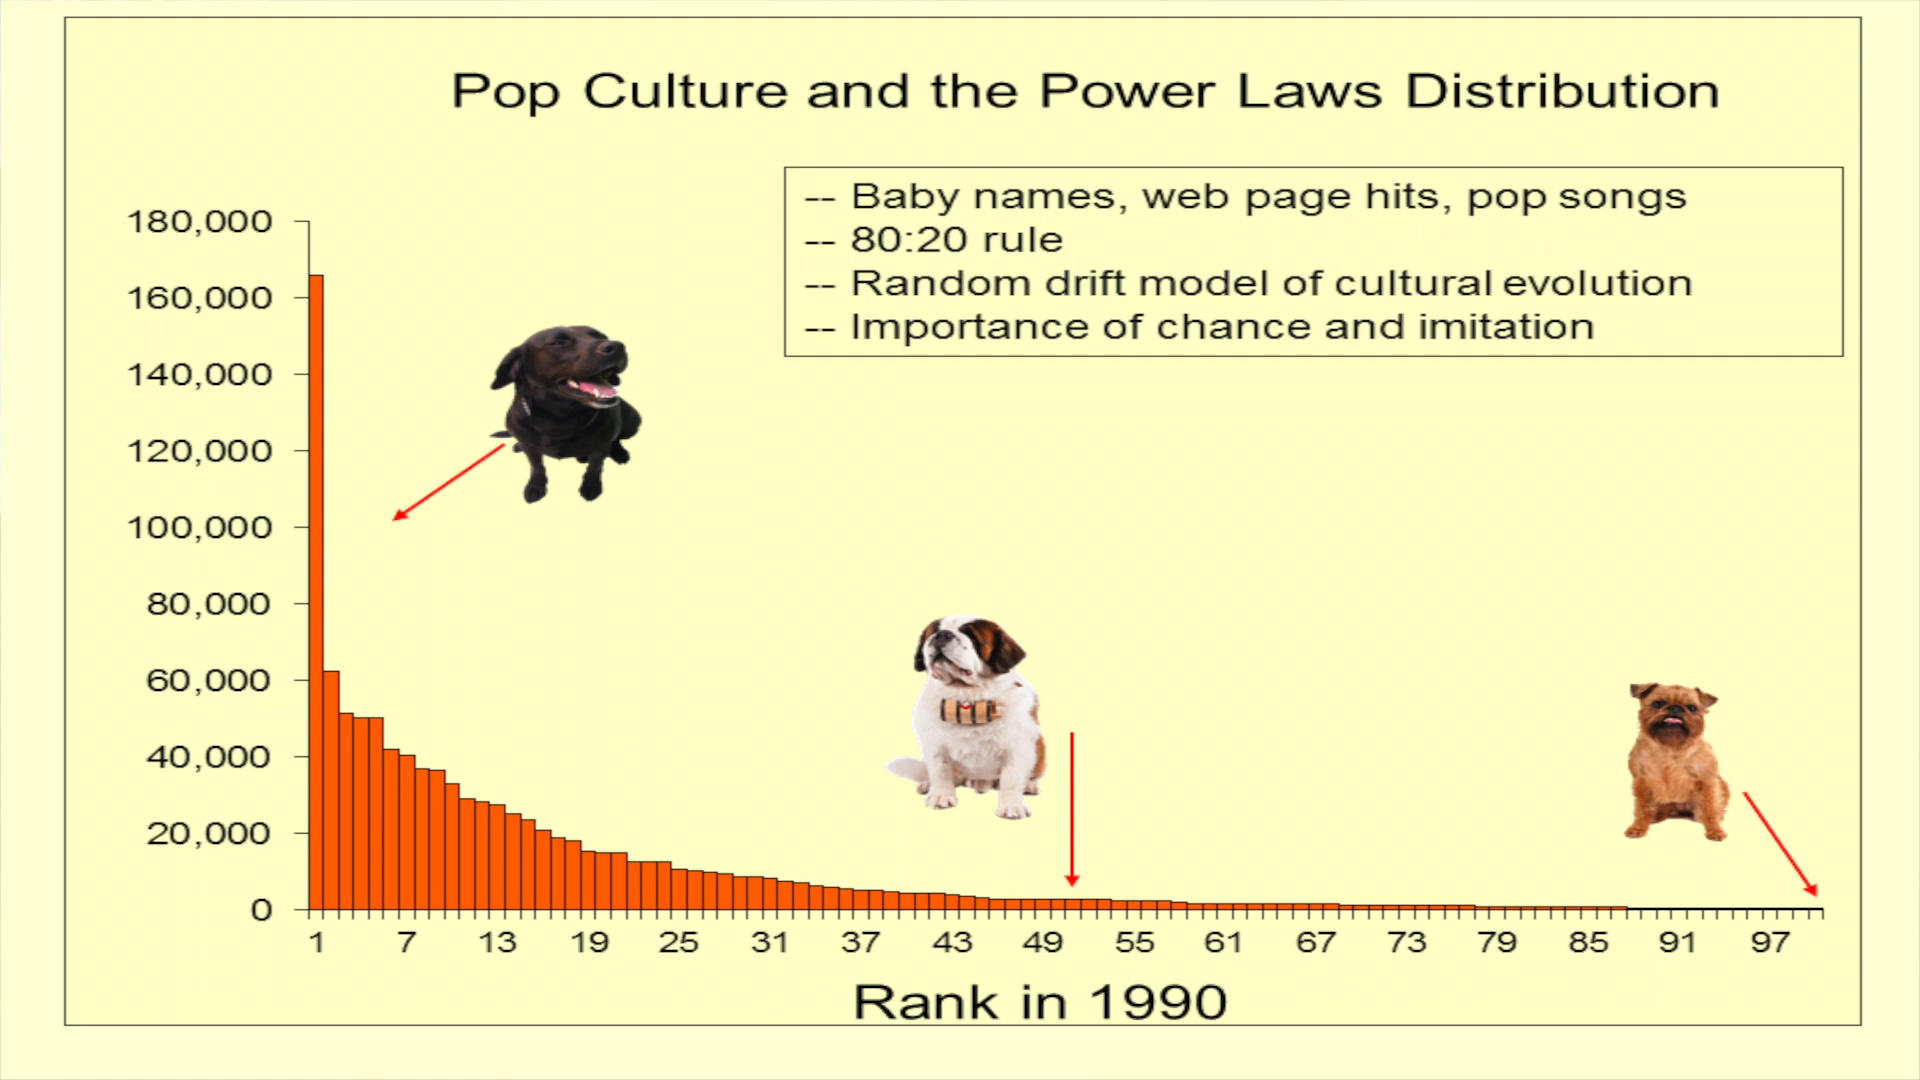 Pop Culture and the Power Laws Distribution
-- Baby names, web page hits, pop songs
-- 80:20 rule
-- Random drift model of cultural evolution
-- Importance of chance and imitation
180,000
160,000
140,000
120,000
100,000
80,000
60,000
40,000
20,000
0
1 7 13 19 25 31 37 43 49 55 61 67 73 79 85 91 97
Rank in 1990